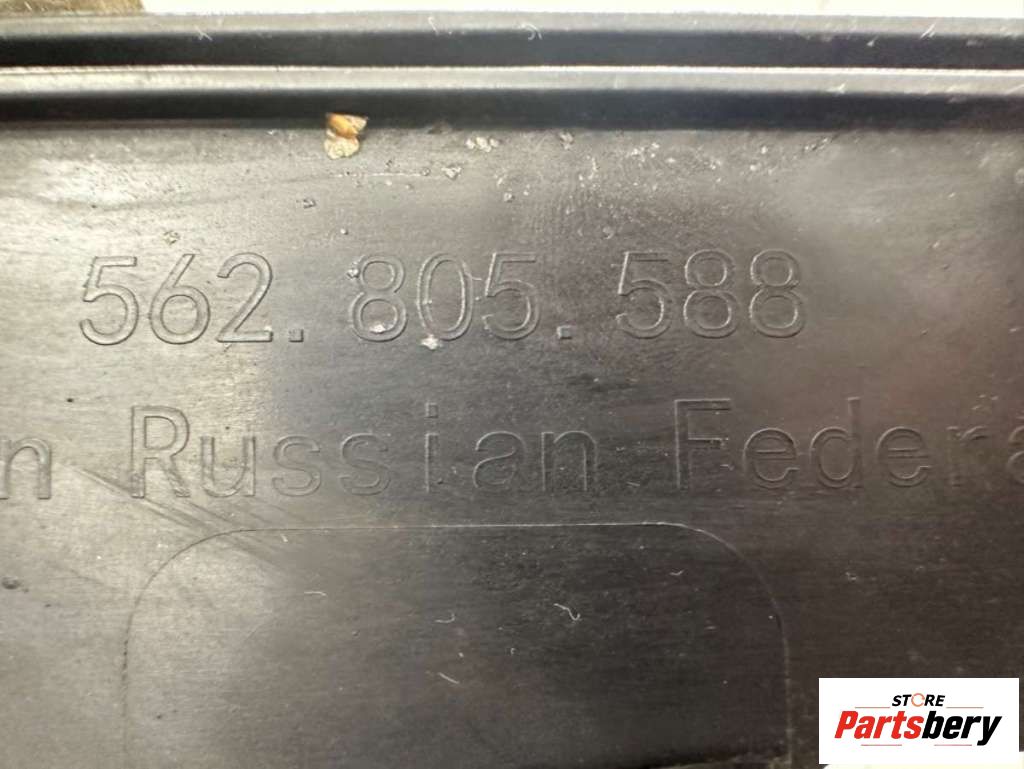 562.805.588
n Russian Federa
STORE
Partsbery